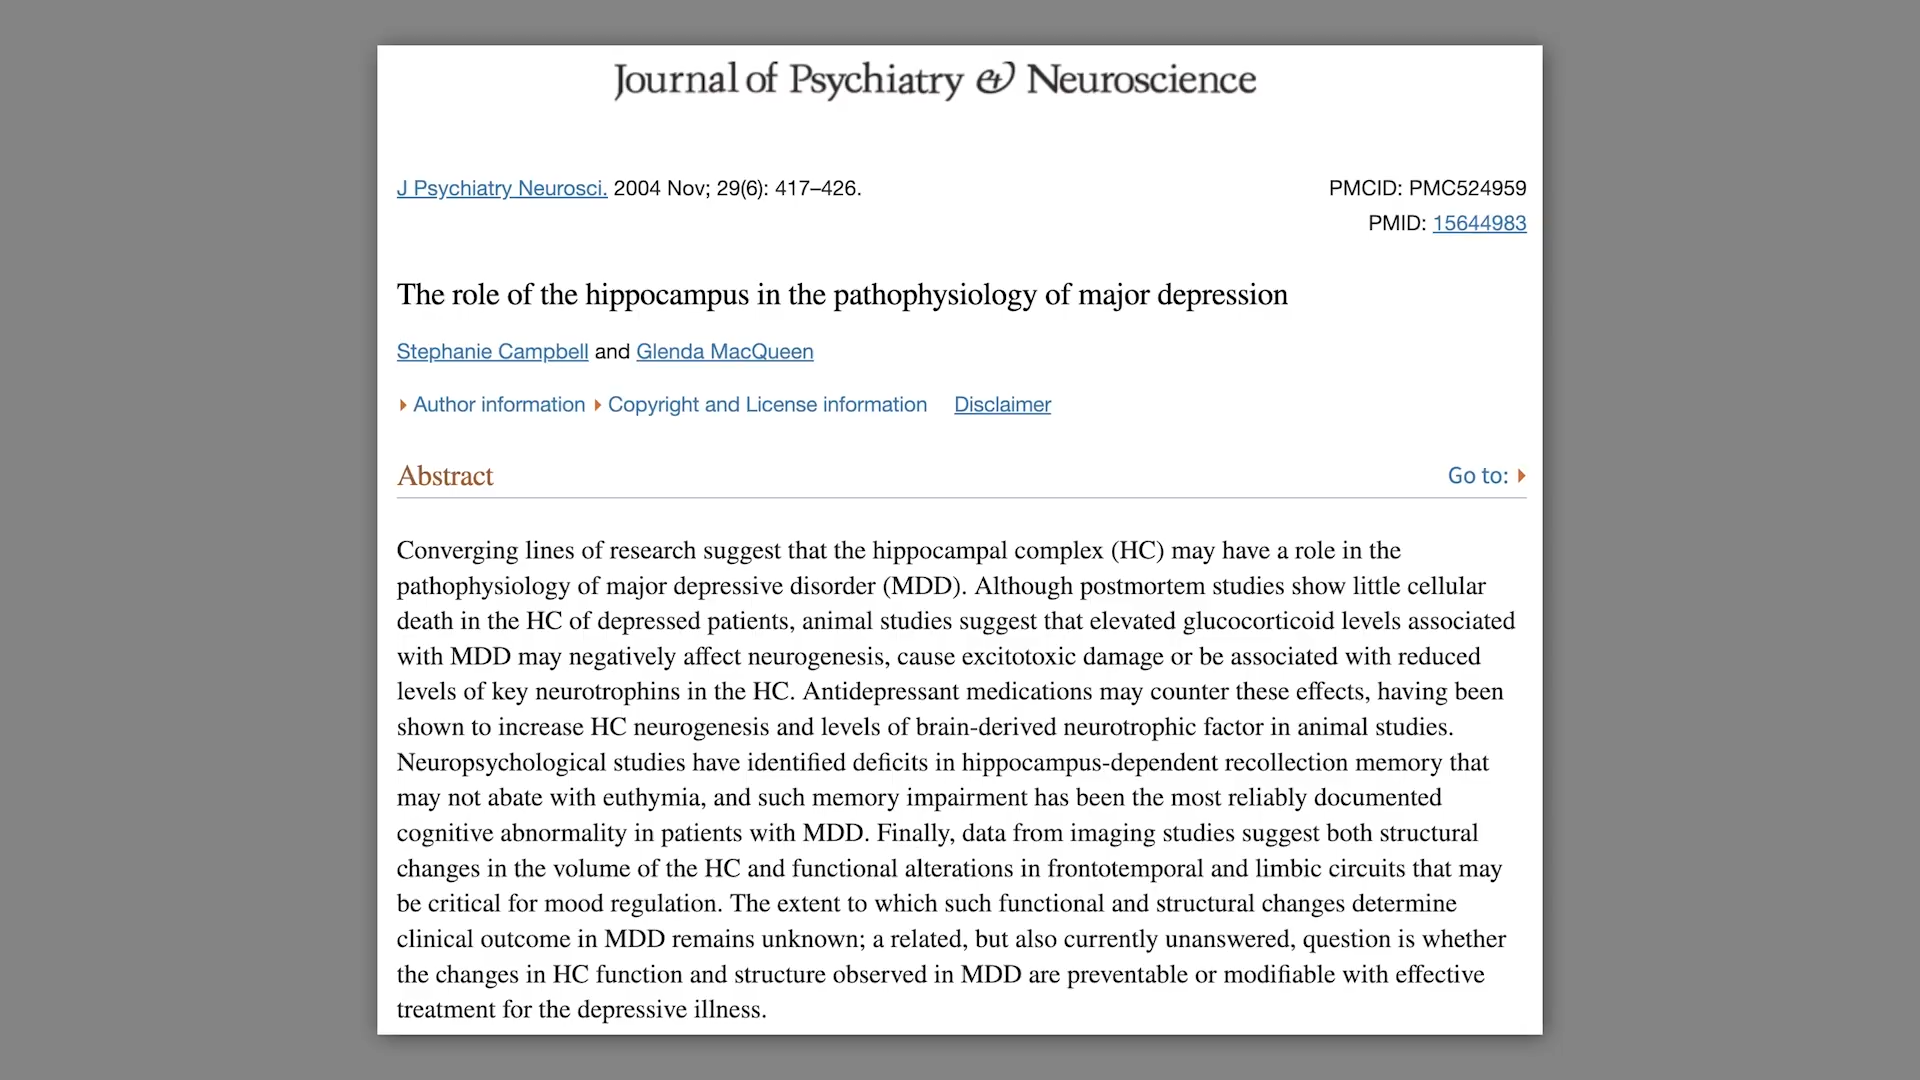 Journal of Psychiatry & Neuroscience
J Psychiatry Neurosci. 2004 Nov; 29(6): 417–426.
PMCID: PMC524959
PMID: 15644983
The role of the hippocampus in the pathophysiology of major depression
Stephanie Campbell and Glenda MacQueen
Author information Copyright and License information Disclaimer
Abstract
Go to:
Converging lines of research suggest that the hippocampal complex (HC) may have a role in the
pathophysiology of major depressive disorder (MDD). Although postmortem studies show little cellular
death in the HC of depressed patients, animal studies suggest that elevated glucocorticoid levels associated
with MDD may negatively affect neurogenesis, cause excitotoxic damage or be associated with reduced
levels of key neurotrophins in the HC. Antidepressant medications may counter these effects, having been
shown to increase HC neurogenesis and levels of brain-derived neurotrophic factor in animal studies.
Neuropsychological studies have identified deficits in hippocampus-dependent recollection memory that
may not abate with euthymia, and such memory impairment has been the most reliably documented
cognitive abnormality in patients with MDD. Finally, data from imaging studies suggest both structural
changes in the volume of the HC and functional alterations in frontotemporal and limbic circuits that may
be critical for mood regulation. The extent to which such functional and structural changes determine
clinical outcome in MDD remains unknown; a related, but also currently unanswered, question is whether
the changes in HC function and structure observed in MDD are preventable or modifiable with effective
treatment for the depressive illness.